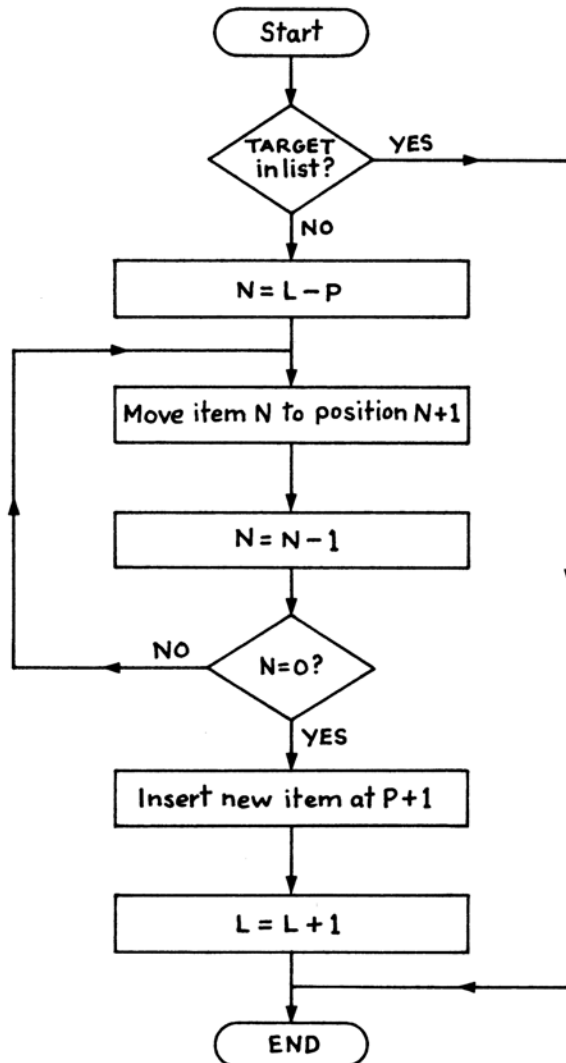 Start
TARGET
in list?
YES
NO
N = L - P
Move item N to position N+1
N = N - 1
NO
N=0?
YES
Insert new item at P+1
L = L + 1
END